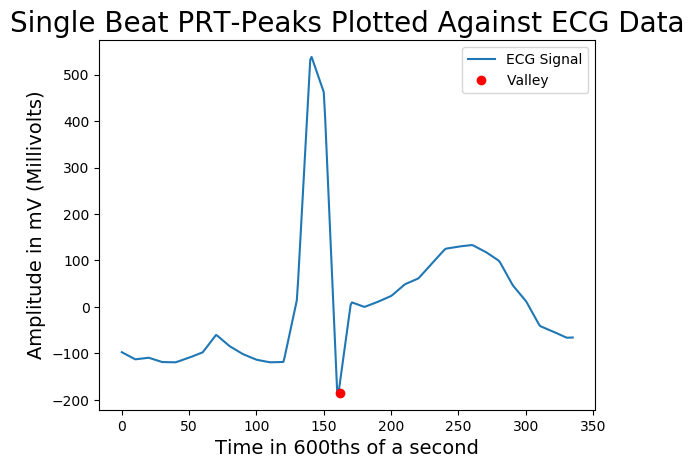 Single Beat PRT-Peaks Plotted Against ECG Data
ECG Signal
Valley
Amplitude in mV (Millivolts)
500
400
300
200
100
0
−100
−200
0 50 100 150 200 250 300 350
Time in 600ths of a second